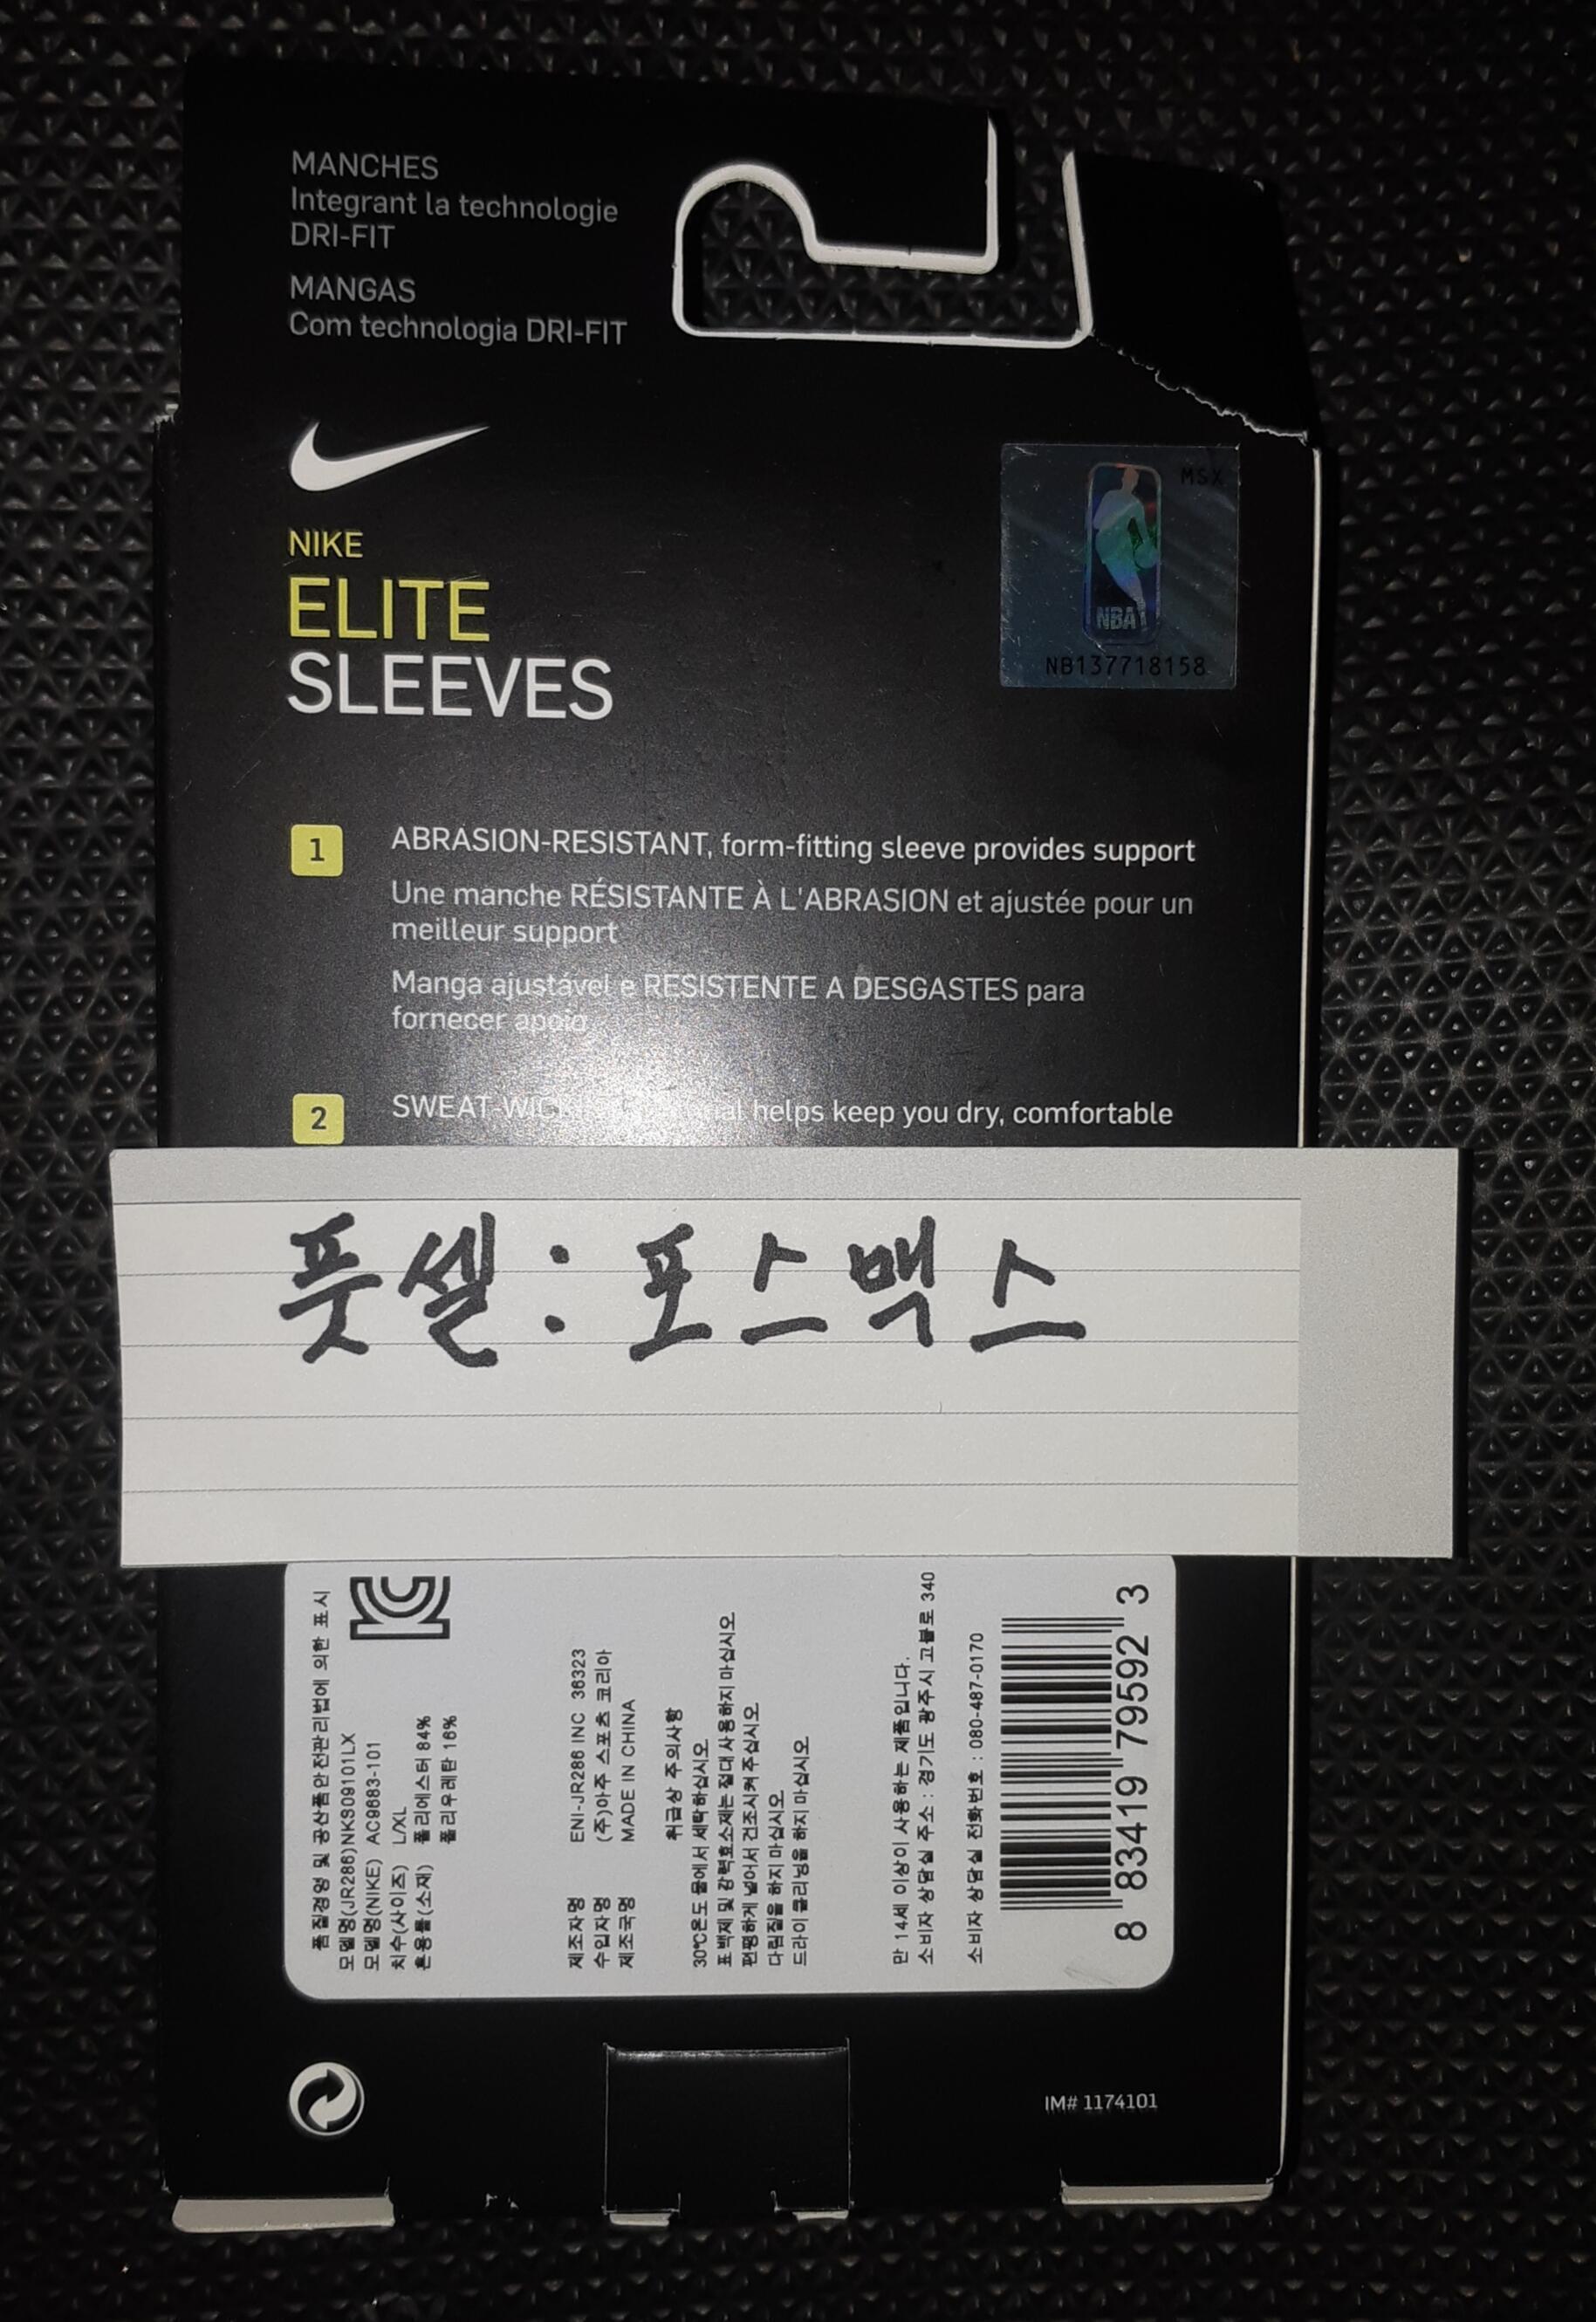 MANCHES
Integrant la technologie
DRI-FIT
MANGAS
Com technologia DRI-FIT
NIKE
ELITE
SLEEVES
MSX
NBA
NB137718158
1
ABRASION-RESISTANT, form-fitting sleeve provides support
Une manche RÉSISTANTE À L'ABRASION et ajustée pour un
meilleur support
Manga ajustável e RESISTENTE A DESGASTES para
fornecer apoio
2
SWEAT-WICKING helps keep you dry, comfortable
풋셀 : 포스맥스
품질경영 및 공산품안전관리법에 의한 표시
모델명(JR286)NKS09101LX
모델명(NIKE) AC9683-101
치수(사이즈) L/XL
혼용률(소재) 폴리에스터 84%
폴리우레탄 16%
제조자명 ENI-JR286 INC 36323
수입자명 (주)아주 스포츠 코리아
제조국명 MADE IN CHINA
취급상 주의사항
30℃온도 물에서 세탁하십시오
표백제 및 강력효소제는 절대 사용하지 마십시오
편평하게 널어서 건조시켜 주십시오
다림질을 하지 마십시오
드라이 클리닝을 하지 마십시오
만 14세 이상이 사용하는 제품입니다.
소비자 상담실 주소 : 경기도 광주시 고불로 340
소비자 상담실 전화번호 : 080-487-0170
8 83419 79592 3
IM# 1174101